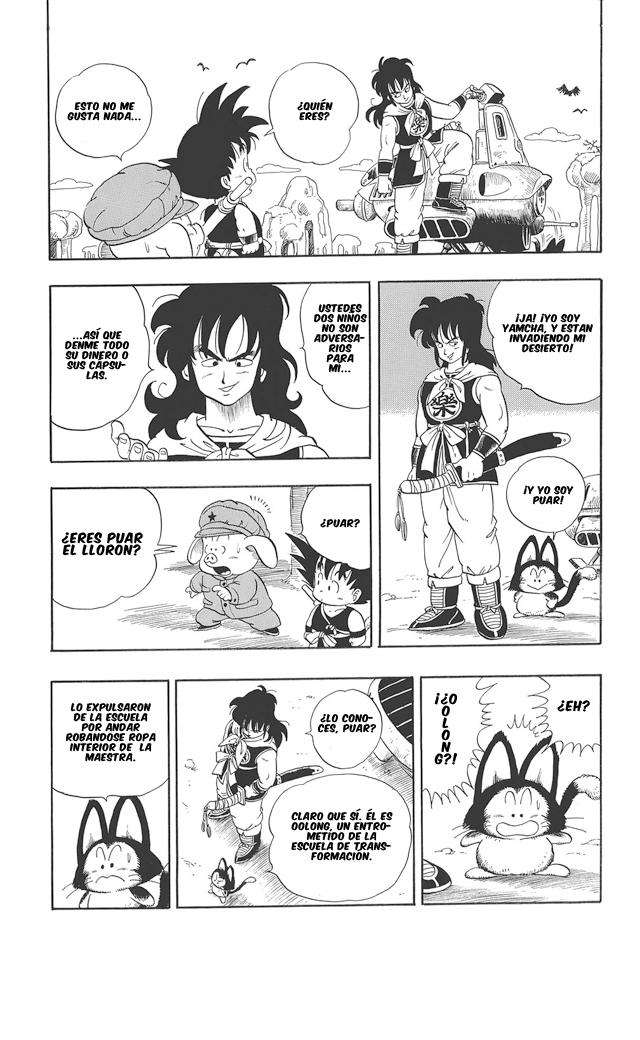 ¿QUIÉN
ERES?
ESTO NO ME
GUSTA NADA...
樂
¡JA! ¡YO SOY
YAMCHA, Y ESTAN
INVADIENDO MI
DESIERTO!
樂
¡Y YO SOY
PUAR!
USTEDES
DOS NIÑOS
NO SON
ADVERSA-
RIOS
PARA
MI...
...ASÍ QUE
DENME TODO
SU DINERO O
SUS CÁPSU-
LAS.
¿PUAR?
¿ERES PUAR
EL LLORON?
¿EH?
¡¿O
O
L
O
N
G?!
¿LO CONO-
CES, PUAR?
CLARO QUE SÍ. ÉL ES
OOLONG, UN ENTRO-
METIDO DE LA
ESCUELA DE TRANS-
FORMACIÓN.
LO EXPULSARON
DE LA ESCUELA
POR ANDAR
ROBANDOSE ROPA
INTERIOR DE LA
MAESTRA.